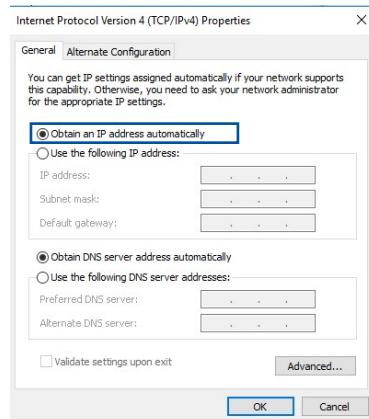 Internet Protocol Version 4 (TCP/IPv4) Properties
General
Alternate Configuration
You can get IP settings assigned automatically if your network supports
this capability. Otherwise, you need to ask your network administrator
for the appropriate IP settings.
Obtain an IP address automatically
Use the following IP address:
IP address:
Subnet mask:
Default gateway:
Obtain DNS server address automatically
Use the following DNS server addresses:
Preferred DNS server:
Alternate DNS server:
Validate settings upon exit
Advanced...
OK
Cancel